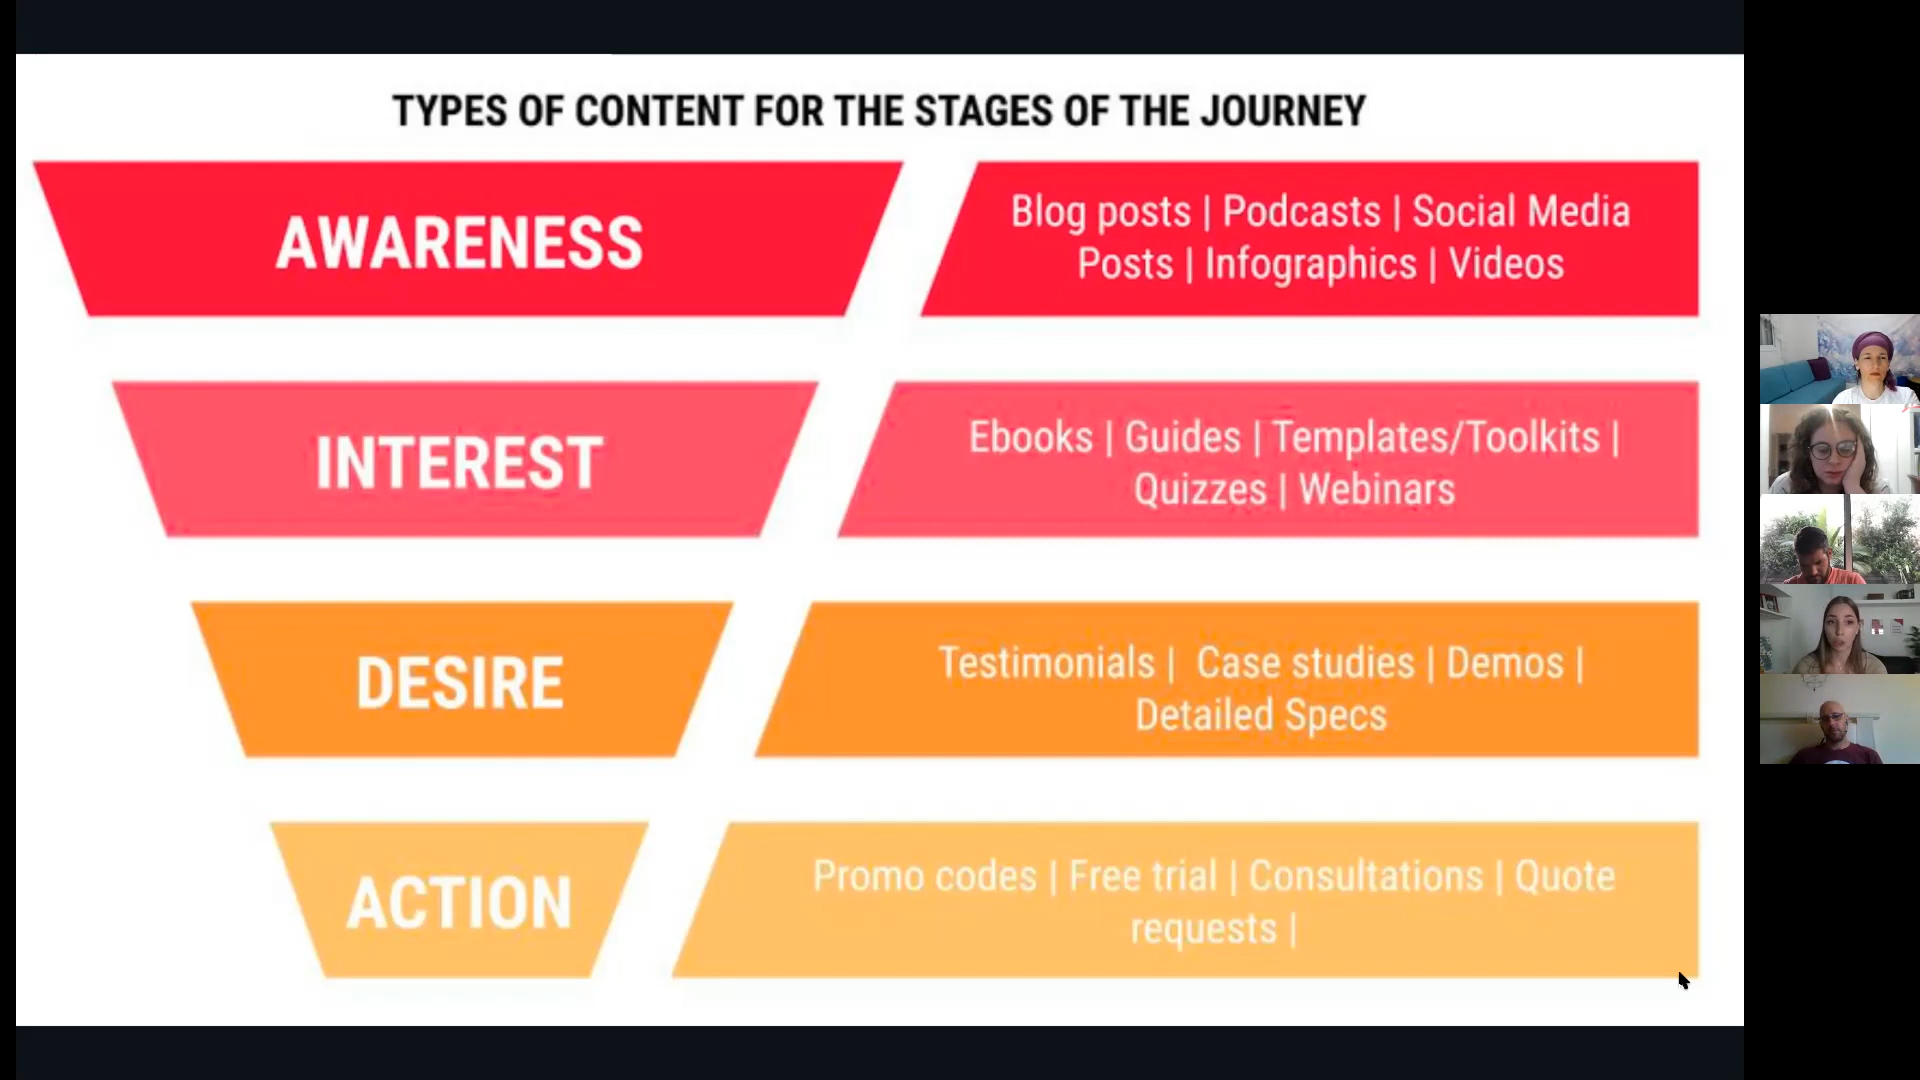 TYPES OF CONTENT FOR THE STAGES OF THE JOURNEY
AWARENESS
Blog posts | Podcasts | Social Media
Posts | Infographics | Videos
INTEREST
Ebooks | Guides | Templates/Toolkits |
Quizzes | Webinars
DESIRE
Testimonials |  Case studies | Demos |
Detailed Specs
ACTION
Promo codes | Free trial | Consultations | Quote
requests |